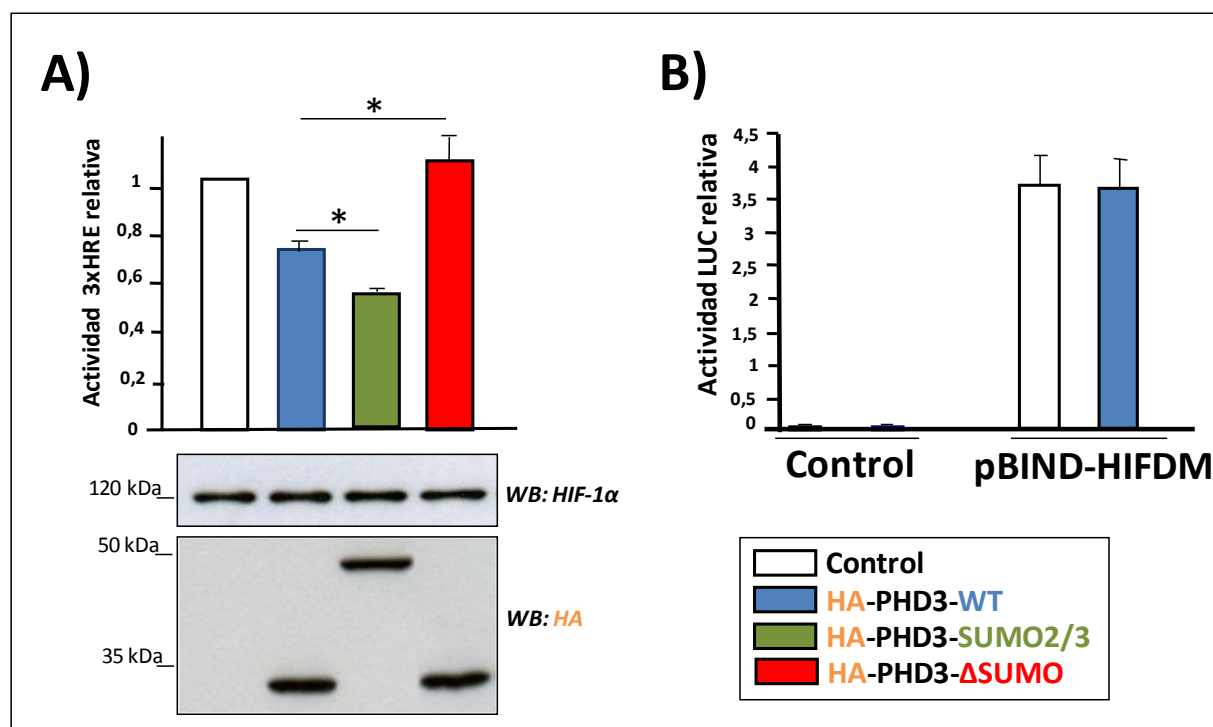 A)
Actividad 3xHRE relativa
1
0,8
0,6
0,4
0,2
0
*
*
120 kDa
WB: HIF-1α
50 kDa
WB: HA
35 kDa
B)
Actividad LUC relativa
4,5
4
3,5
3
2,5
2
1,5
1
0,5
0
Control
pBIND-HIFDM
Control
HA-PHD3-WT
HA-PHD3-SUMO2/3
HA-PHD3-ΔSUMO